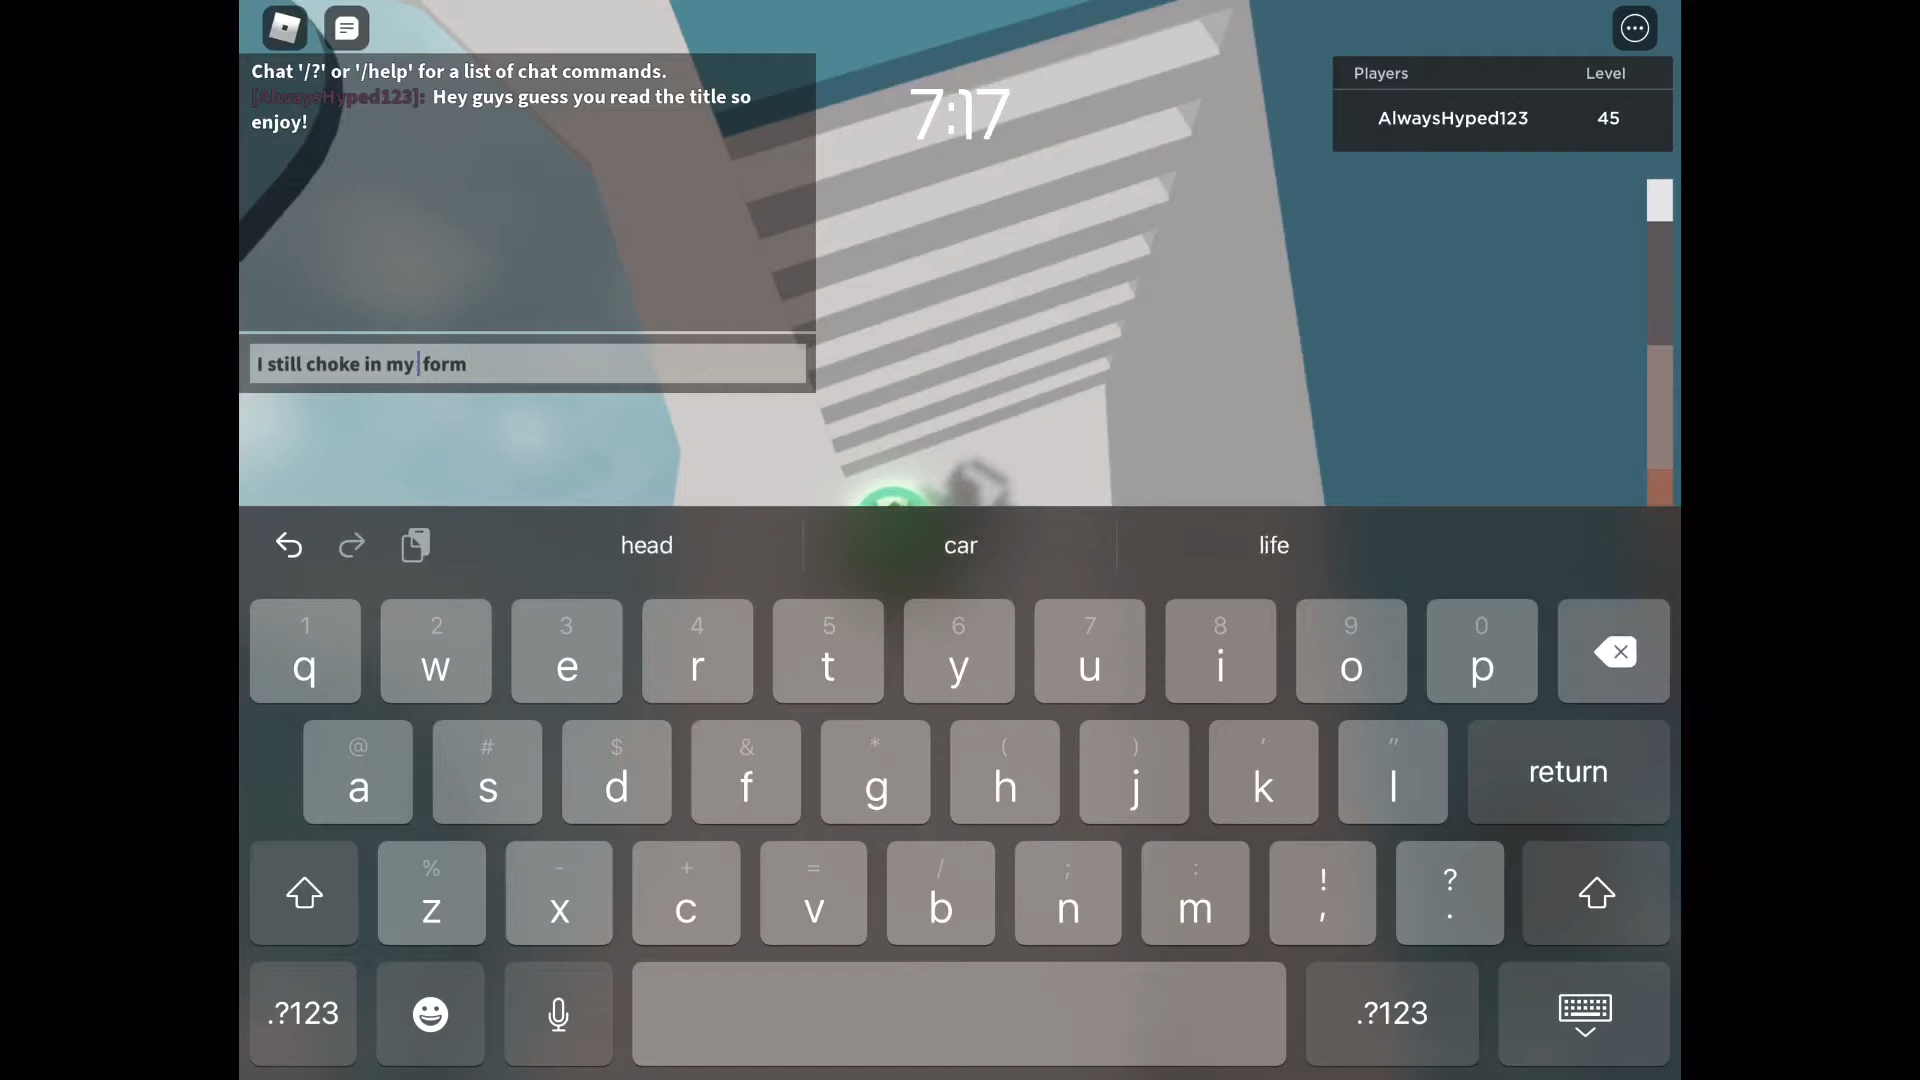 Chat '/?' or '/help' for a list of chat commands.
[AlwaysHyped123]: Hey guys guess you read the title so
enjoy!
7:17
Players Level
AlwaysHyped123 45
I still choke in my form
head car life
1 2 3 4 5 6 7 8 9 0
q w e r t y u i o p
@ # $ & * ( ) ' "
a s d f g h j k l return
% - + = / ; : ! ?
z x c v b n m , .
.?123 .?123